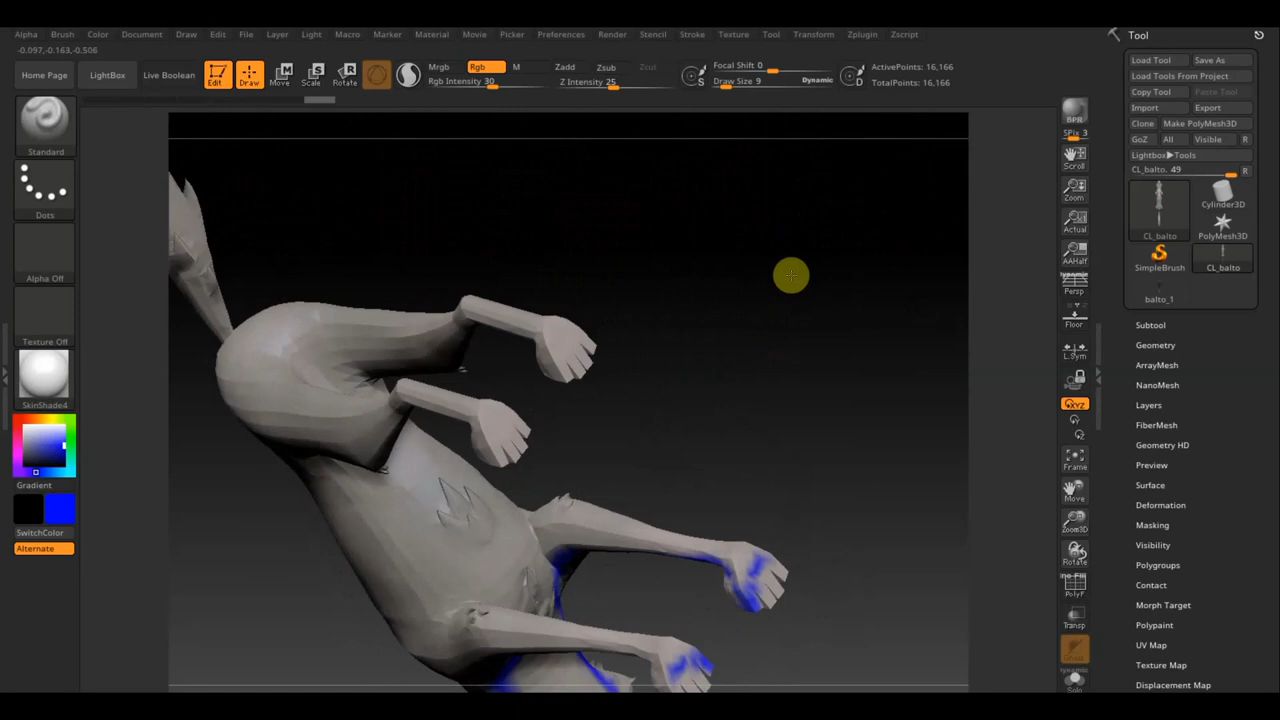 Alpha Brush Color Document Draw Edit File Layer Light Macro Marker Material Movie Picker Preferences Render Stencil Stroke Texture Tool Transform Zplugin Zscript
-0.097,-0.163,-0.506
Home Page LightBox Live Boolean Edit Draw Move Scale Rotate
Mrgb Rgb M Zadd Zsub Zcut
Rgb Intensity 30 Z Intensity 25
S Focal Shift 0
Draw Size 9 Dynamic
D ActivePoints: 16,166
TotalPoints: 16,166
Standard
Dots
Alpha Off
Texture Off
SkinShade4
Gradient
SwitchColor
Alternate
BPR
SPix 3
Scroll
Zoom
Actual
AAHalf
Dynamic
Persp
Floor
L.Sym
XYZ
Y
Z
Frame
Move
Zoom3D
Rotate
PolyF
Transp
Dynamic
Solo
Tool
Load Tool Save As
Load Tools From Project
Copy Tool Paste Tool
Import Export
Clone Make PolyMesh3D
GoZ All Visible R
Lightbox▶Tools
CL_balto. 49 R
CL_balto Cylinder3D
PolyMesh3D
SimpleBrush CL_balto
balto_1
Subtool
Geometry
ArrayMesh
NanoMesh
Layers
FiberMesh
Geometry HD
Preview
Surface
Deformation
Masking
Visibility
Polygroups
Contact
Morph Target
Polypaint
UV Map
Texture Map
Displacement Map